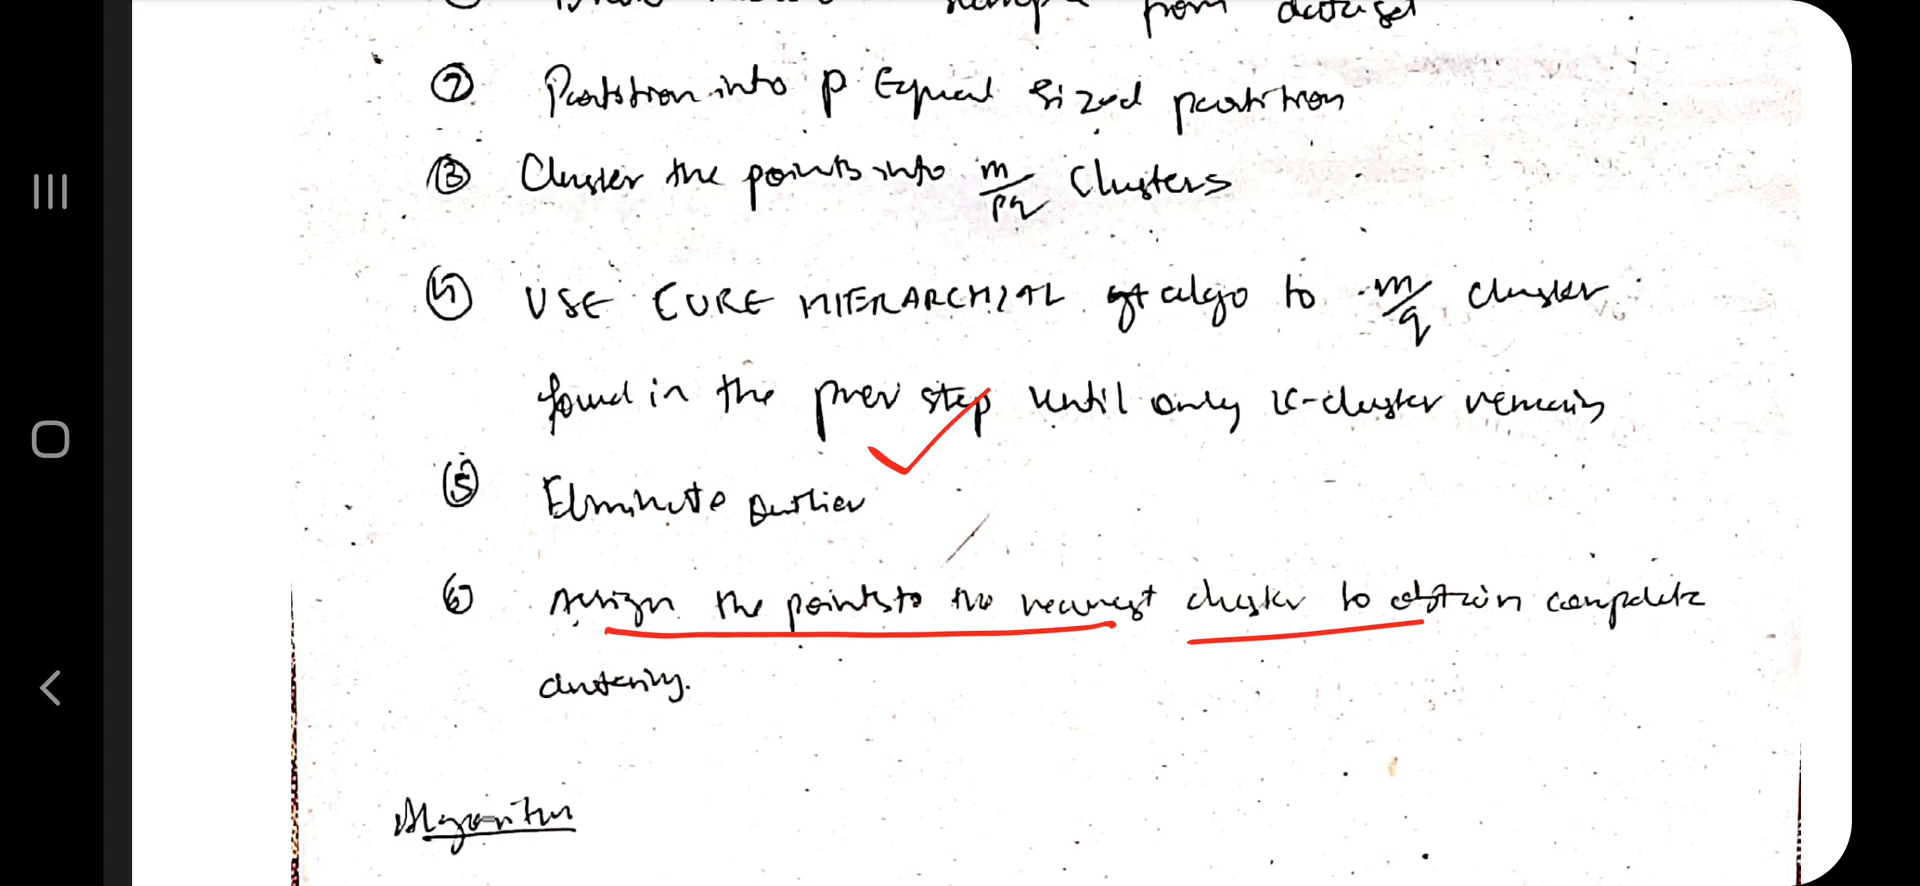 from dataset
② Partition into p Equal Sized partition
③ Cluster the points into m/pq Clusters
④ USE CURE HIERARCHICAL algo to m/q cluster
found in the prev step until only K-cluster remains
⑤ Eliminate outlier
⑥ Assign the points to the nearest cluster to obtain complete
clustering.
Algorithm